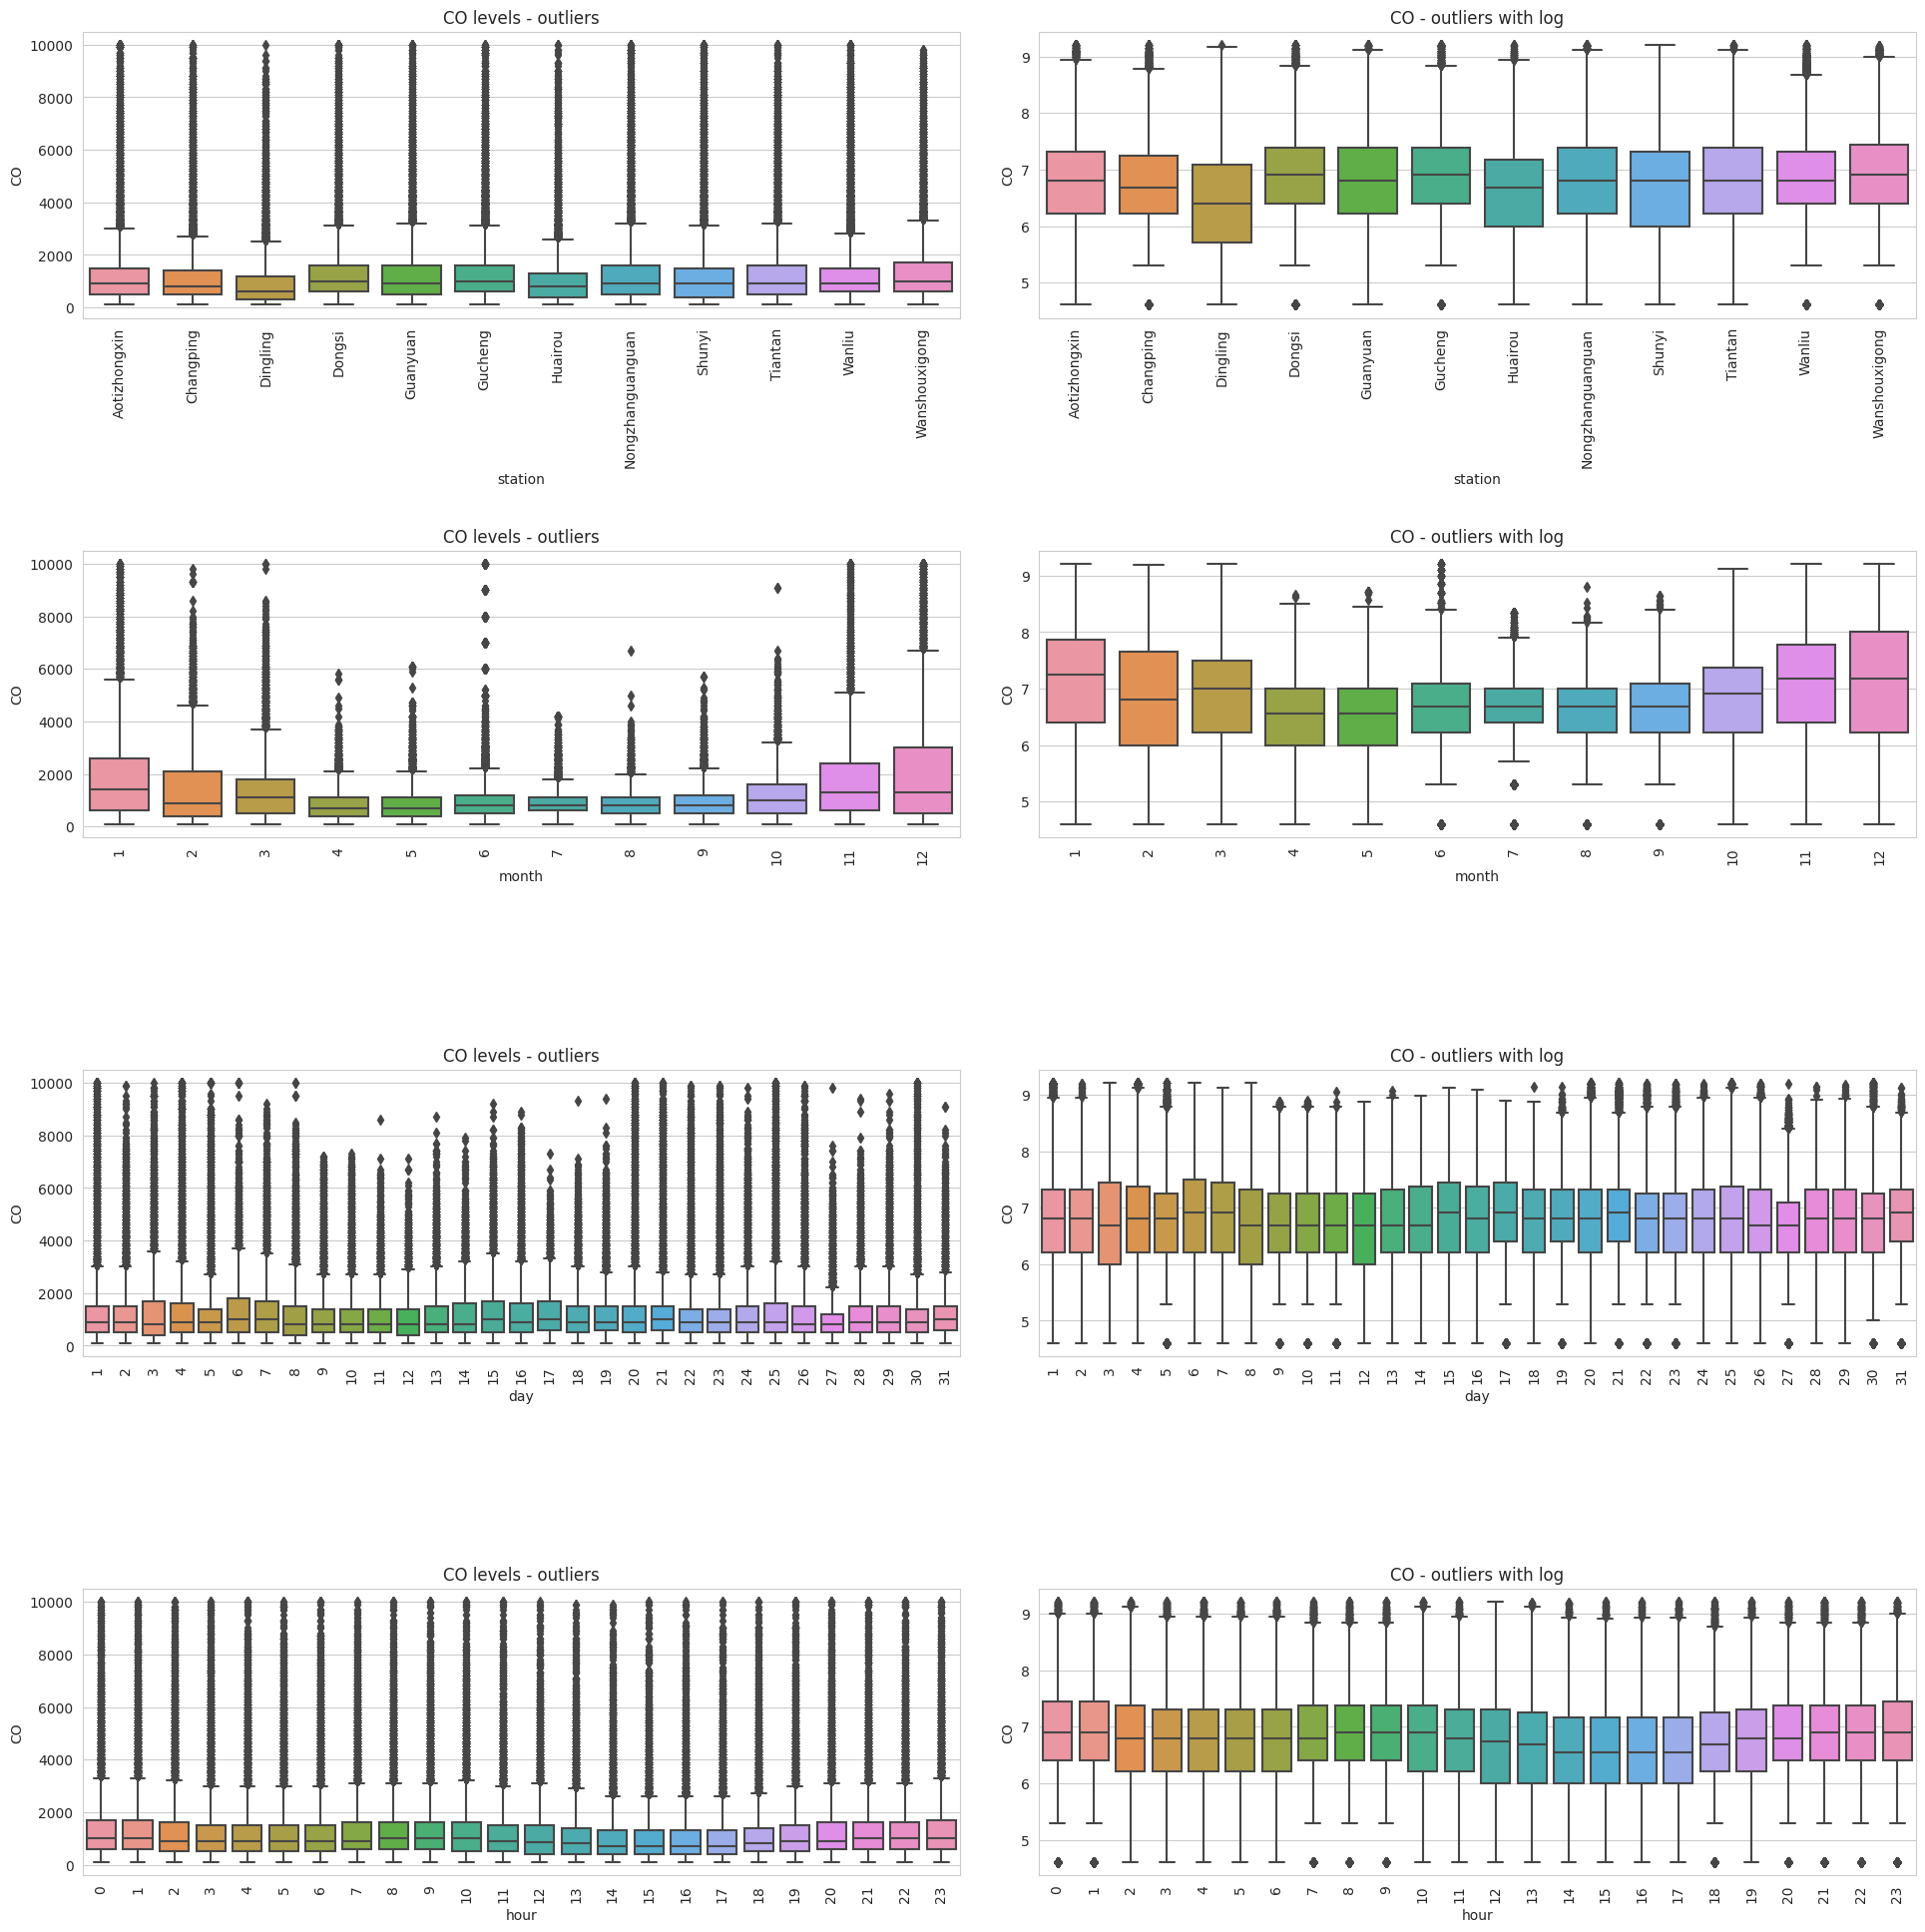 CO levels - outliers
CO
10000
8000
6000
4000
2000
0
Aotizhongxin Changping Dingling Dongsi Guanyuan Gucheng Huairou Nongzhanguanguan Shunyi Tiantan Wanliu Wanshouxigong
station
CO - outliers with log
CO
9
8
7
6
5
Aotizhongxin Changping Dingling Dongsi Guanyuan Gucheng Huairou Nongzhanguanguan Shunyi Tiantan Wanliu Wanshouxigong
station
CO levels - outliers
CO
10000
8000
6000
4000
2000
0
1 2 3 4 5 6 7 8 9 10 11 12
month
CO - outliers with log
CO
9
8
7
6
5
1 2 3 4 5 6 7 8 9 10 11 12
month
CO levels - outliers
CO
10000
8000
6000
4000
2000
0
1 2 3 4 5 6 7 8 9 10 11 12 13 14 15 16 17 18 19 20 21 22 23 24 25 26 27 28 29 30 31
day
CO - outliers with log
CO
9
8
7
6
5
1 2 3 4 5 6 7 8 9 10 11 12 13 14 15 16 17 18 19 20 21 22 23 24 25 26 27 28 29 30 31
day
CO levels - outliers
CO
10000
8000
6000
4000
2000
0
0 1 2 3 4 5 6 7 8 9 10 11 12 13 14 15 16 17 18 19 20 21 22 23
hour
CO - outliers with log
CO
9
8
7
6
5
0 1 2 3 4 5 6 7 8 9 10 11 12 13 14 15 16 17 18 19 20 21 22 23
hour